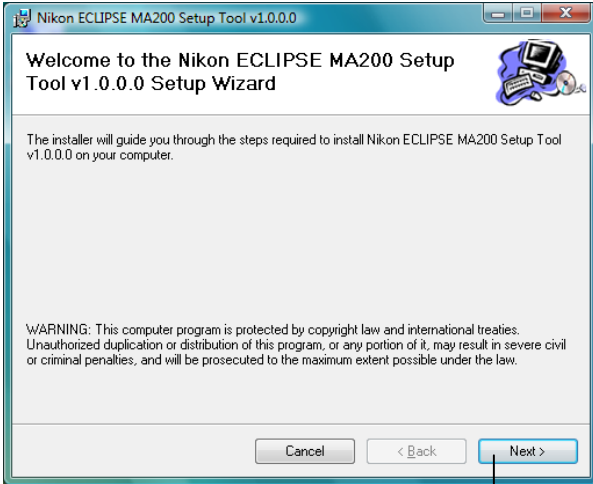 Nikon ECLIPSE MA200 Setup Tool v1.0.0.0
Welcome to the Nikon ECLIPSE MA200 Setup
Tool v1.0.0.0 Setup Wizard
The installer will guide you through the steps required to install Nikon ECLIPSE MA200 Setup Tool
v1.0.0.0 on your computer.
WARNING: This computer program is protected by copyright law and international treaties.
Unauthorized duplication or distribution of this program, or any portion of it, may result in severe civil
or criminal penalties, and will be prosecuted to the maximum extent possible under the law.
Cancel < Back Next >